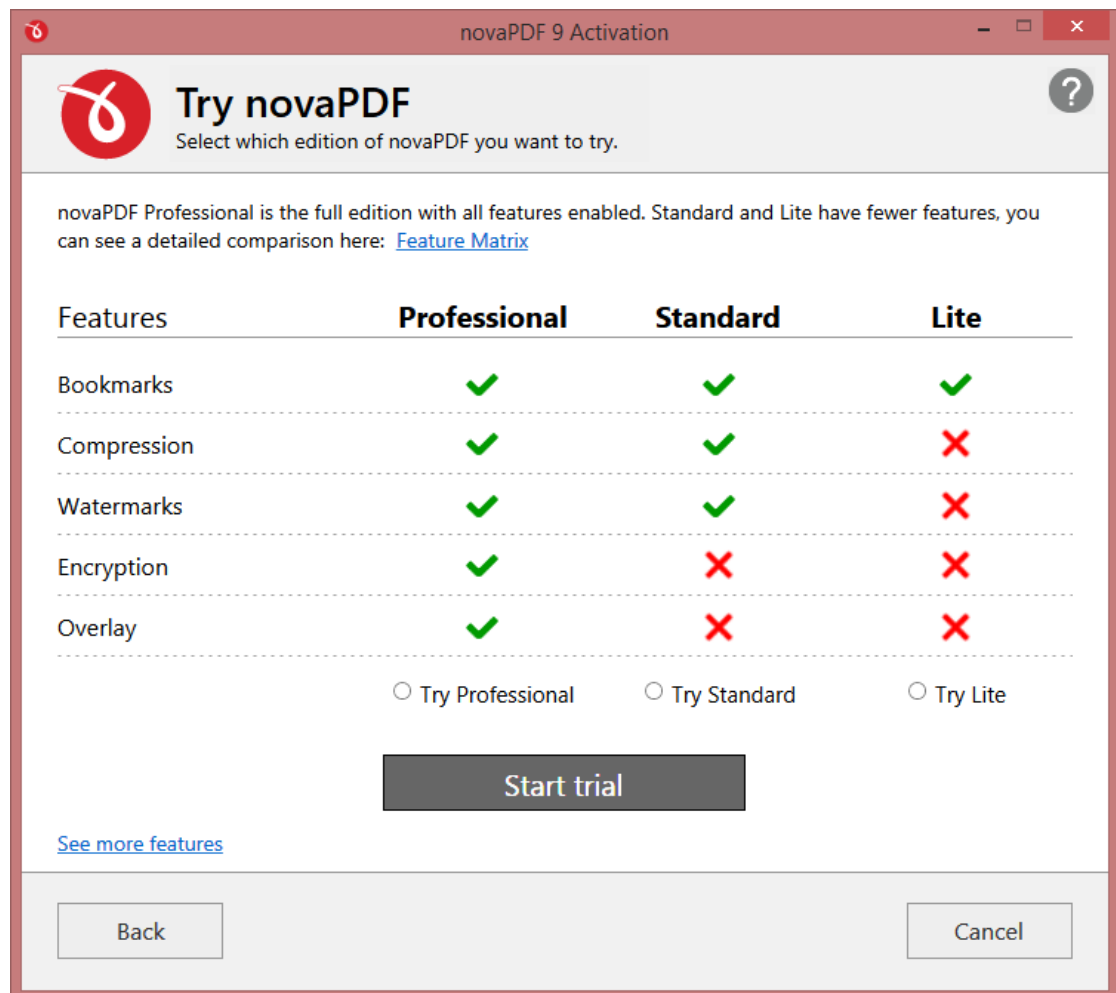 novaPDF 9 Activation
Try novaPDF
Select which edition of novaPDF you want to try.
?
novaPDF Professional is the full edition with all features enabled. Standard and Lite have fewer features, you
can see a detailed comparison here: Feature Matrix
Features Professional Standard Lite
Bookmarks
Compression
Watermarks
Encryption
Overlay
Try Professional Try Standard Try Lite
Start trial
See more features
Back Cancel